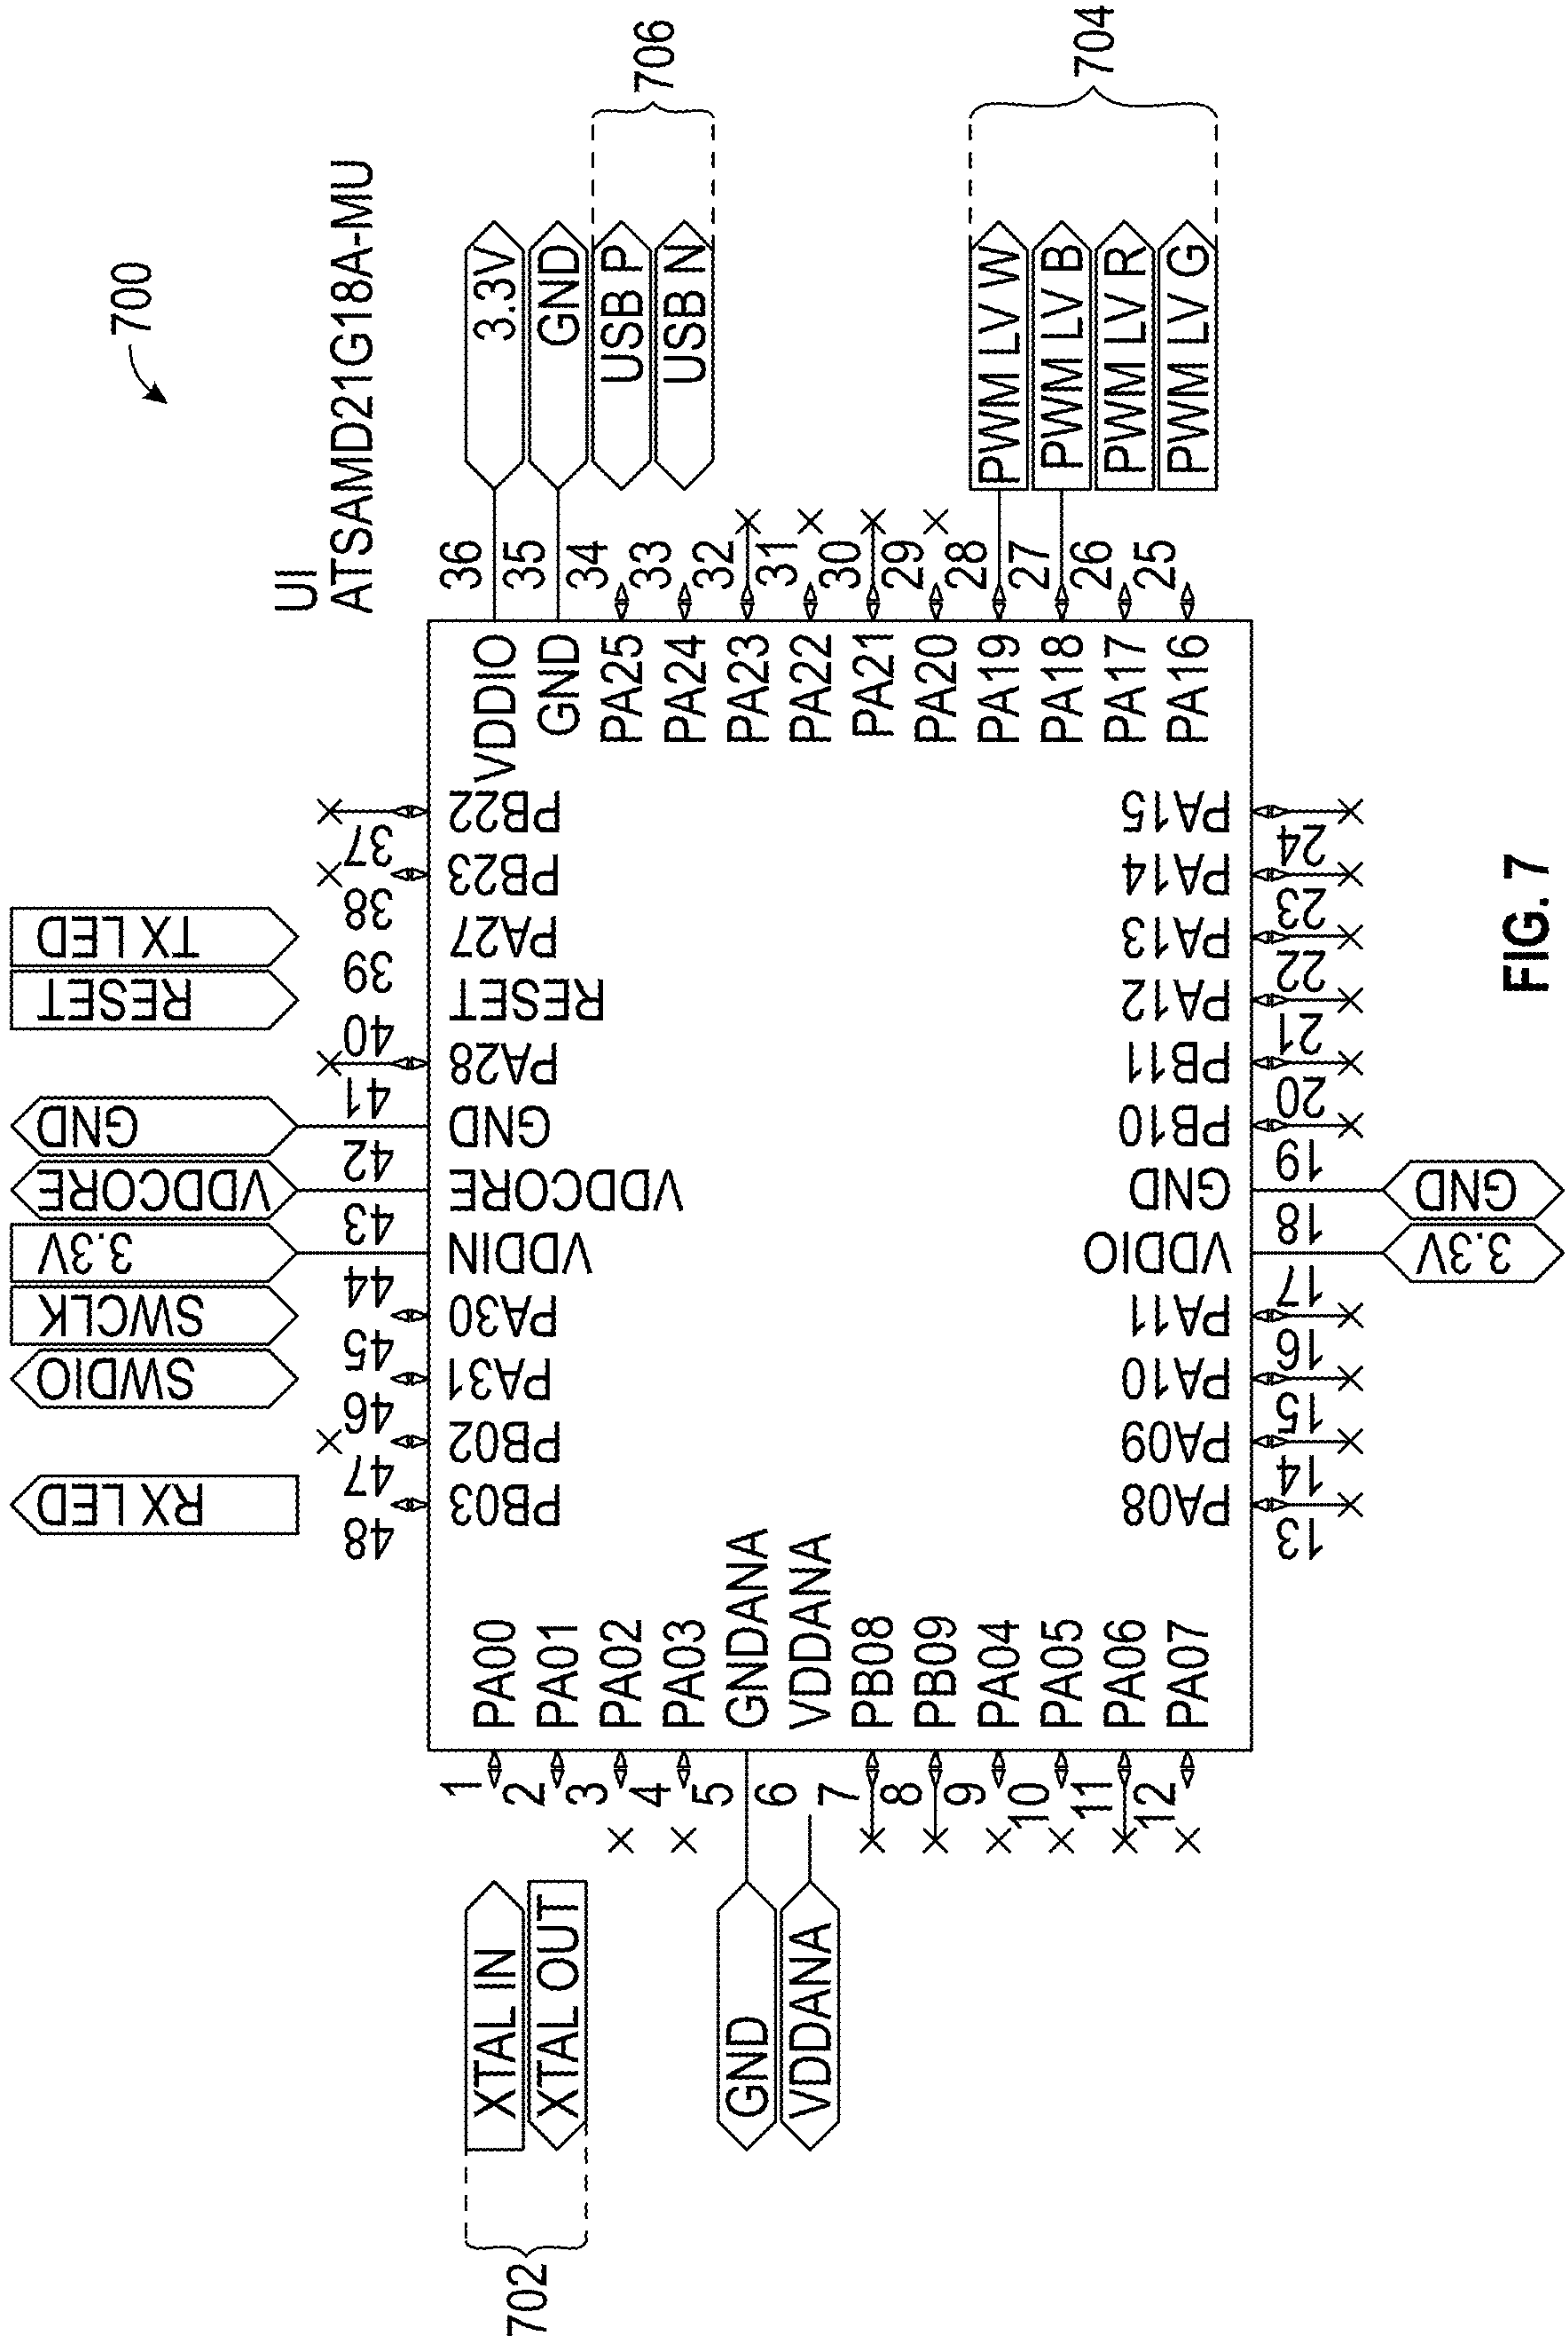 700
UI
ATSAMD21G18A-MU
702
XTAL IN
XTAL OUT
GND
VDDANA
1 PA00
2 PA01
3 PA02
4 PA03
5 GNDANA
6 VDDANA
7 PB08
8 PB09
9 PA04
10 PA05
11 PA06
12 PA07
RX LED
SWDIO
SWCLK
3.3V
VDDCORE
GND
RESET
TX LED
48 PB03
47 PB02
46 PA31
45 PA30
44 VDDIN
43 VDDCORE
42 GND
41 PA28
40 RESET
39 PA27
38 PB23
37 PB22
VDDIO 36 3.3V
GND 35 GND
PA25 34 USB P
PA24 33 USB N
706
PA23 32
PA22 31
PA21 30
PA20 29
PA19 28 PWM LV W
PA18 27 PWM LV B
PA17 26 PWM LV R
PA16 25 PWM LV G
704
PA08 13
PA09 14
PA10 15
PA11 16
VDDIO 17 3.3V
GND 18 GND
PB10 19
PB11 20
PA12 21
PA13 22
PA14 23
PA15 24
FIG. 7